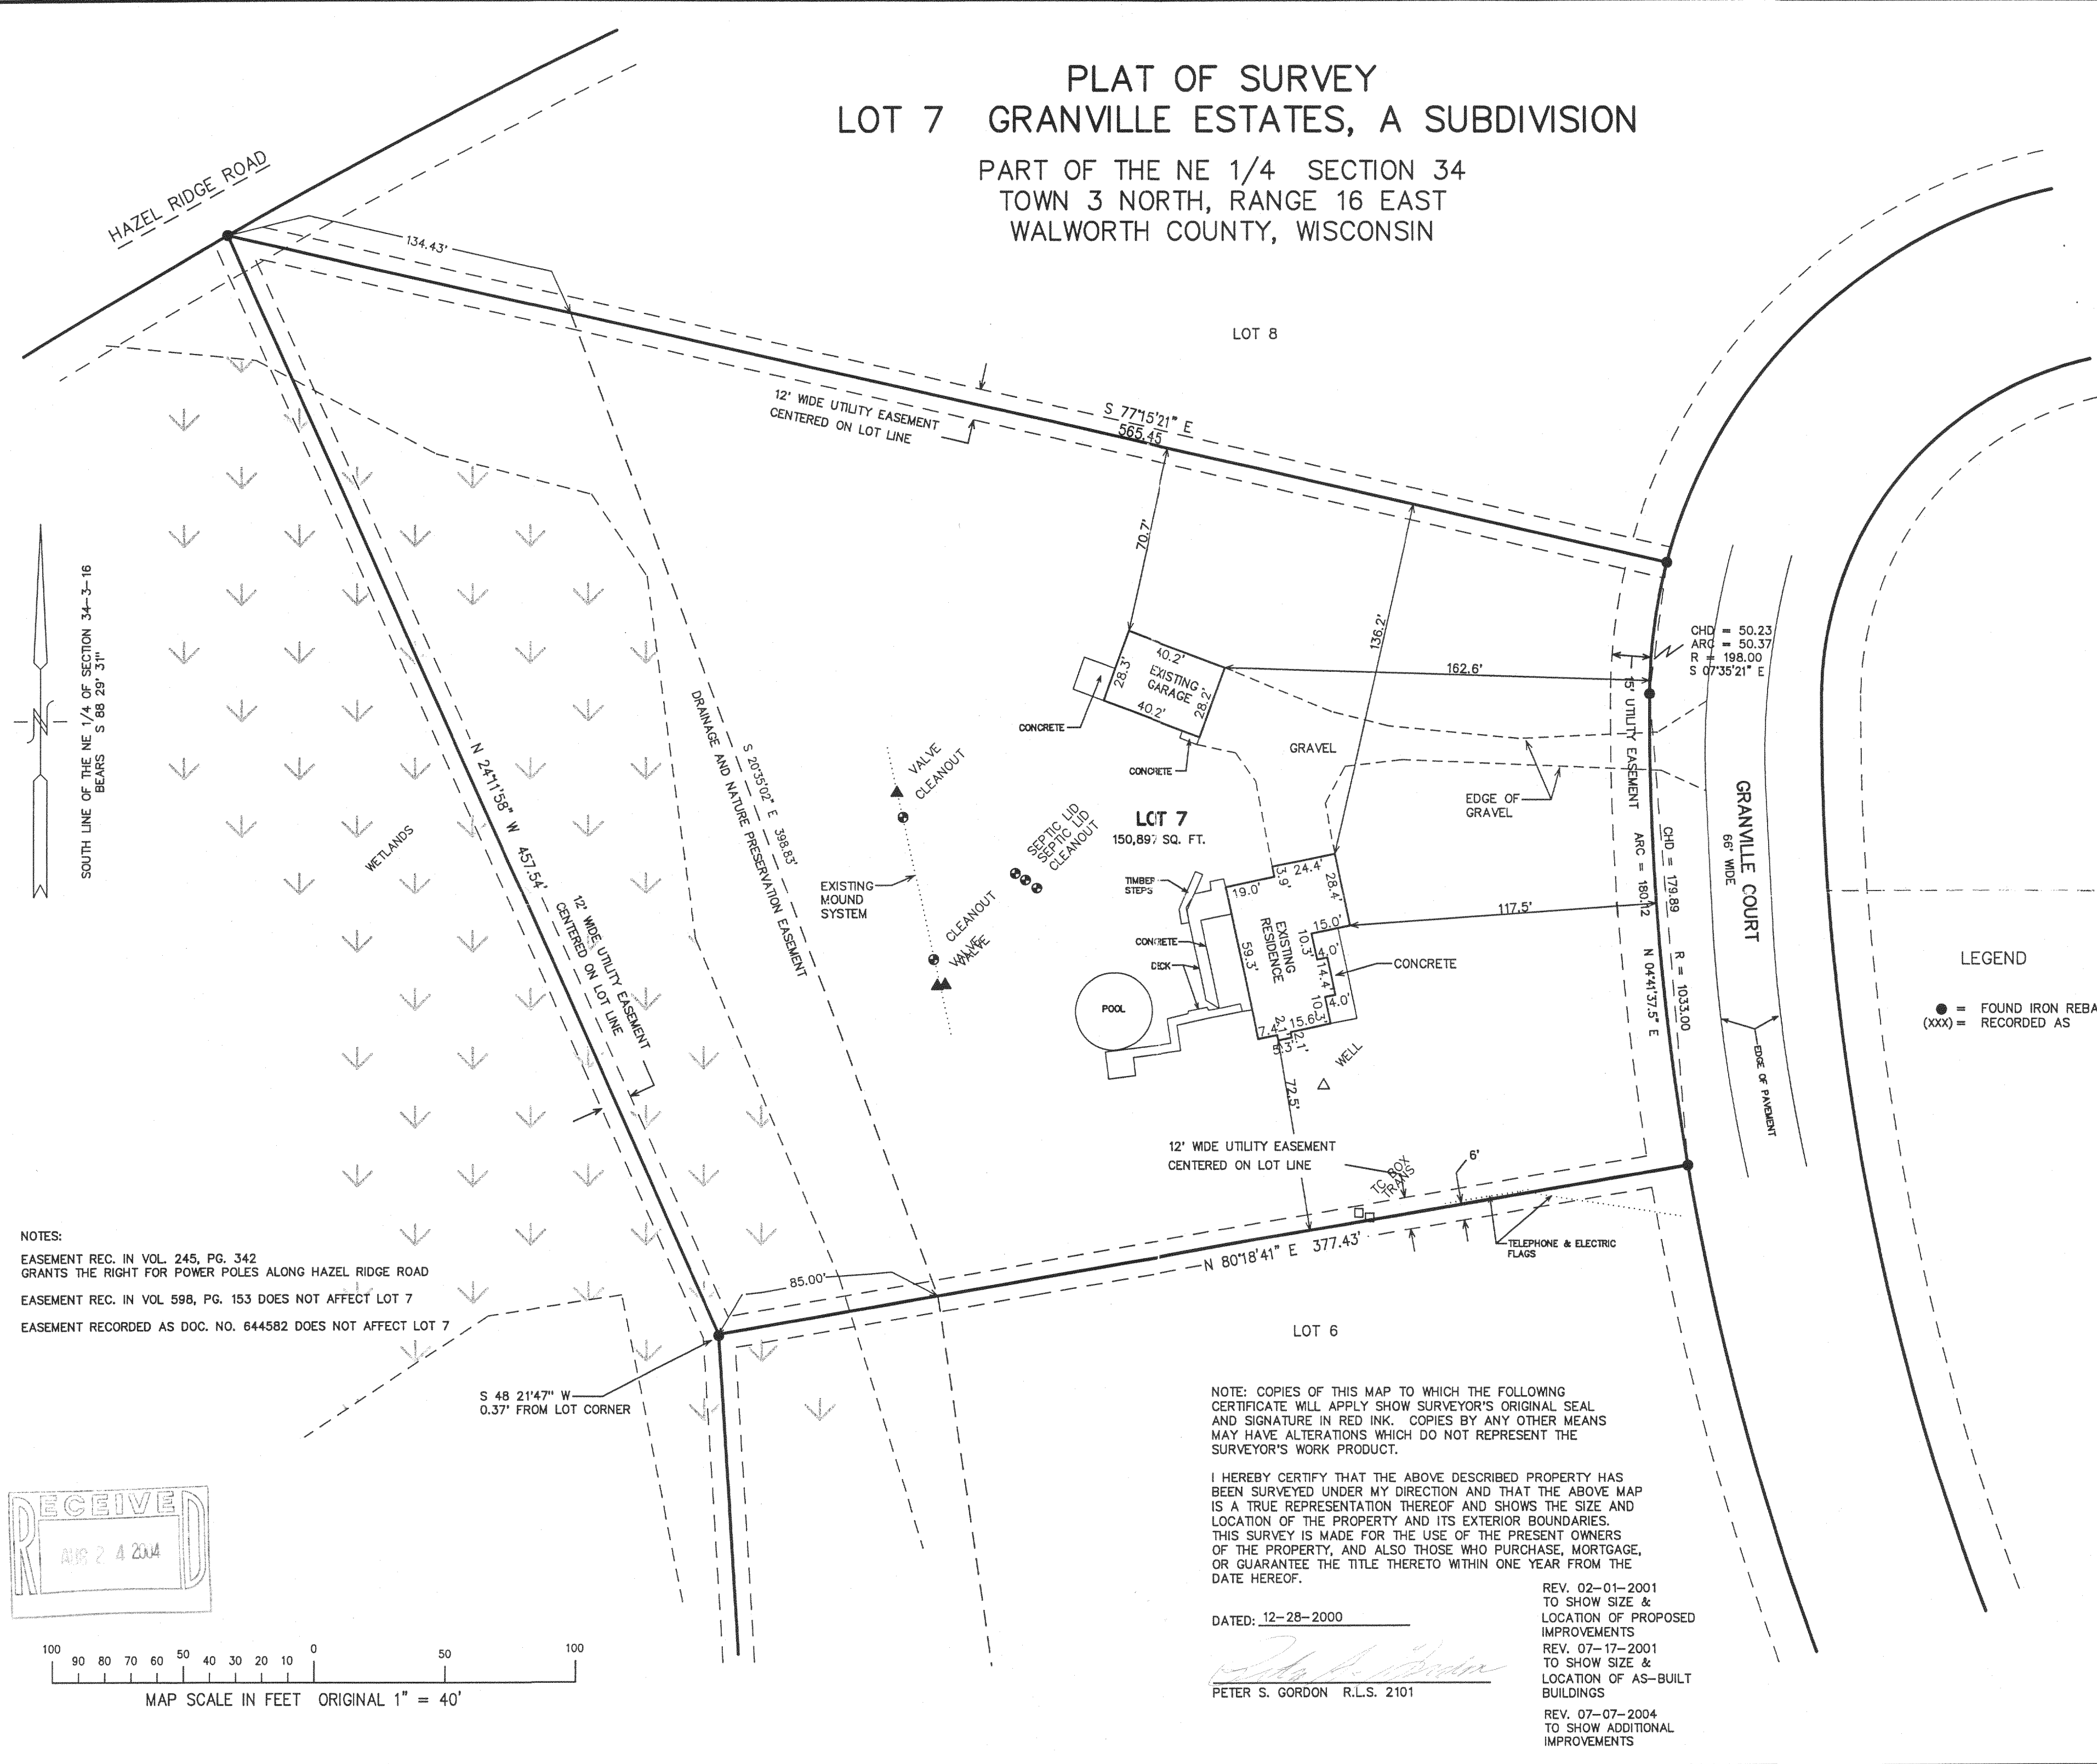 PLAT OF SURVEY
LOT 7 GRANVILLE ESTATES, A SUBDIVISION
PART OF THE NE 1/4 SECTION 34
TOWN 3 NORTH, RANGE 16 EAST
WALWORTH COUNTY, WISCONSIN
HAZEL RIDGE ROAD
134.43'
LOT 8
12' WIDE UTILITY EASEMENT
CENTERED ON LOT LINE
S 77°15'21" E
565.45
70.7'
136.2'
SOUTH LINE OF THE NE 1/4 OF SECTION 34-3-16
BEARS S 88 29' 31"
N
CHD = 50.23
ARC = 50.37
R = 198.00
S 07°35'21" E
162.6'
40.2'
28.3'
EXISTING
GARAGE
28.2'
40.2'
CONCRETE
CONCRETE
GRAVEL
EDGE OF
GRAVEL
15' UTILITY EASEMENT
ARC = 180.12
N 04°41'37.5" E
CHD = 179.89
R = 1033.00
GRANVILLE COURT
66' WIDE
EDGE OF PAVEMENT
N 24°11'58" W 457.54'
12' WIDE UTILITY EASEMENT
CENTERED ON LOT LINE
WETLANDS
DRAINAGE AND NATURE PRESERVATION EASEMENT
S 20°35'02" E 398.83'
VALVE
CLEANOUT
SEPTIC LID
SEPTIC LID
CLEANOUT
EXISTING
MOUND
SYSTEM
CLEANOUT
VALVE
VALVE
LOT 7
150,897 SQ. FT.
TIMBER
STEPS
CONCRETE
DECK
POOL
19.0'
3.9'
24.4'
28.4'
15.0'
10.3'
4.0'
14.4'
4.0'
10.3'
15.6'
2.1'
2.1'
7.4'
59.3'
EXISTING
RESIDENCE
CONCRETE
117.5'
WELL
72.5'
12' WIDE UTILITY EASEMENT
CENTERED ON LOT LINE
TC BOX
TRANS
6'
TELEPHONE & ELECTRIC
FLAGS
N 80°18'41" E 377.43'
85.00'
LOT 6
S 48 21'47" W
0.37' FROM LOT CORNER
LEGEND
= FOUND IRON REBA
(XXX) = RECORDED AS
NOTES:
EASEMENT REC. IN VOL. 245, PG. 342
GRANTS THE RIGHT FOR POWER POLES ALONG HAZEL RIDGE ROAD
EASEMENT REC. IN VOL 598, PG. 153 DOES NOT AFFECT LOT 7
EASEMENT RECORDED AS DOC. NO. 644582 DOES NOT AFFECT LOT 7
NOTE: COPIES OF THIS MAP TO WHICH THE FOLLOWING
CERTIFICATE WILL APPLY SHOW SURVEYOR'S ORIGINAL SEAL
AND SIGNATURE IN RED INK. COPIES BY ANY OTHER MEANS
MAY HAVE ALTERATIONS WHICH DO NOT REPRESENT THE
SURVEYOR'S WORK PRODUCT.
I HEREBY CERTIFY THAT THE ABOVE DESCRIBED PROPERTY HAS
BEEN SURVEYED UNDER MY DIRECTION AND THAT THE ABOVE MAP
IS A TRUE REPRESENTATION THEREOF AND SHOWS THE SIZE AND
LOCATION OF THE PROPERTY AND ITS EXTERIOR BOUNDARIES.
THIS SURVEY IS MADE FOR THE USE OF THE PRESENT OWNERS
OF THE PROPERTY, AND ALSO THOSE WHO PURCHASE, MORTGAGE,
OR GUARANTEE THE TITLE THERETO WITHIN ONE YEAR FROM THE
DATE HEREOF.
DATED: 12-28-2000
PETER S. GORDON R.L.S. 2101
REV. 02-01-2001
TO SHOW SIZE &
LOCATION OF PROPOSED
IMPROVEMENTS
REV. 07-17-2001
TO SHOW SIZE &
LOCATION OF AS-BUILT
BUILDINGS
REV. 07-07-2004
TO SHOW ADDITIONAL
IMPROVEMENTS
RECEIVED
AUG 24 2004
100 90 80 70 60 50 40 30 20 10 0 50 100
MAP SCALE IN FEET ORIGINAL 1" = 40'